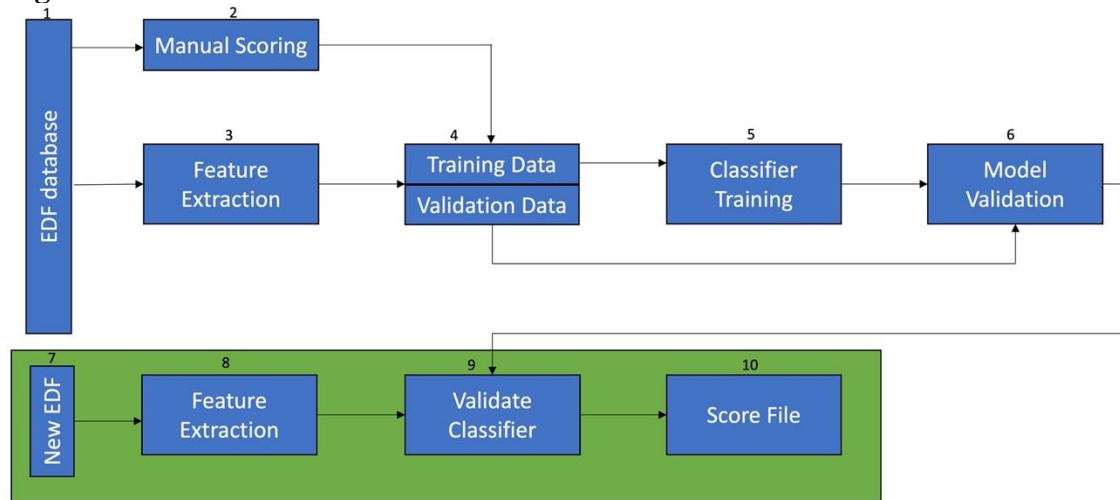 1
2
EDF database
Manual Scoring
3
Feature
Extraction
4
Training Data
Validation Data
5
Classifier
Training
6
Model
Validation
7
New EDF
8
Feature
Extraction
9
Validate
Classifier
10
Score File